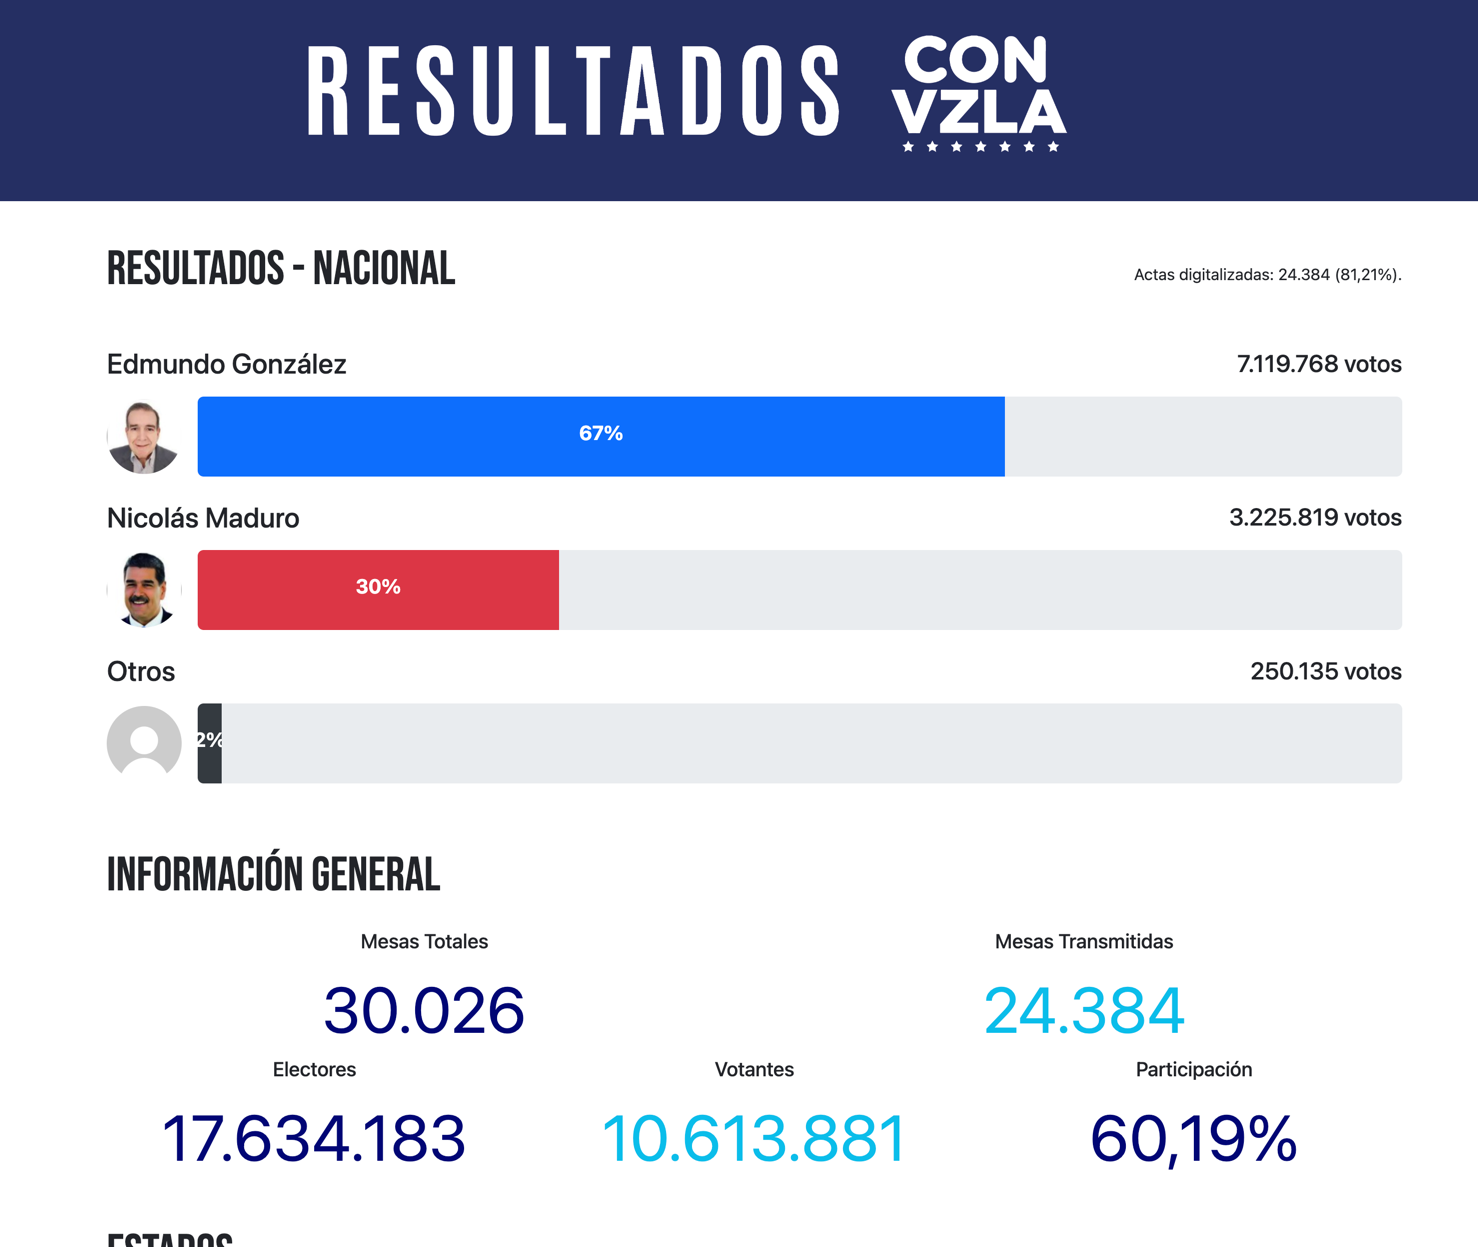 RESULTADOS
CON
VZLA
RESULTADOS - NACIONAL
Actas digitalizadas: 24.384 (81,21%).
Edmundo González
7.119.768 votos
67%
Nicolás Maduro
3.225.819 votos
30%
Otros
250.135 votos
2%
INFORMACIÓN GENERAL
Mesas Totales
Mesas Transmitidas
30.026
24.384
Electores
Votantes
Participación
17.634.183
10.613.881
60,19%
ESTADOS